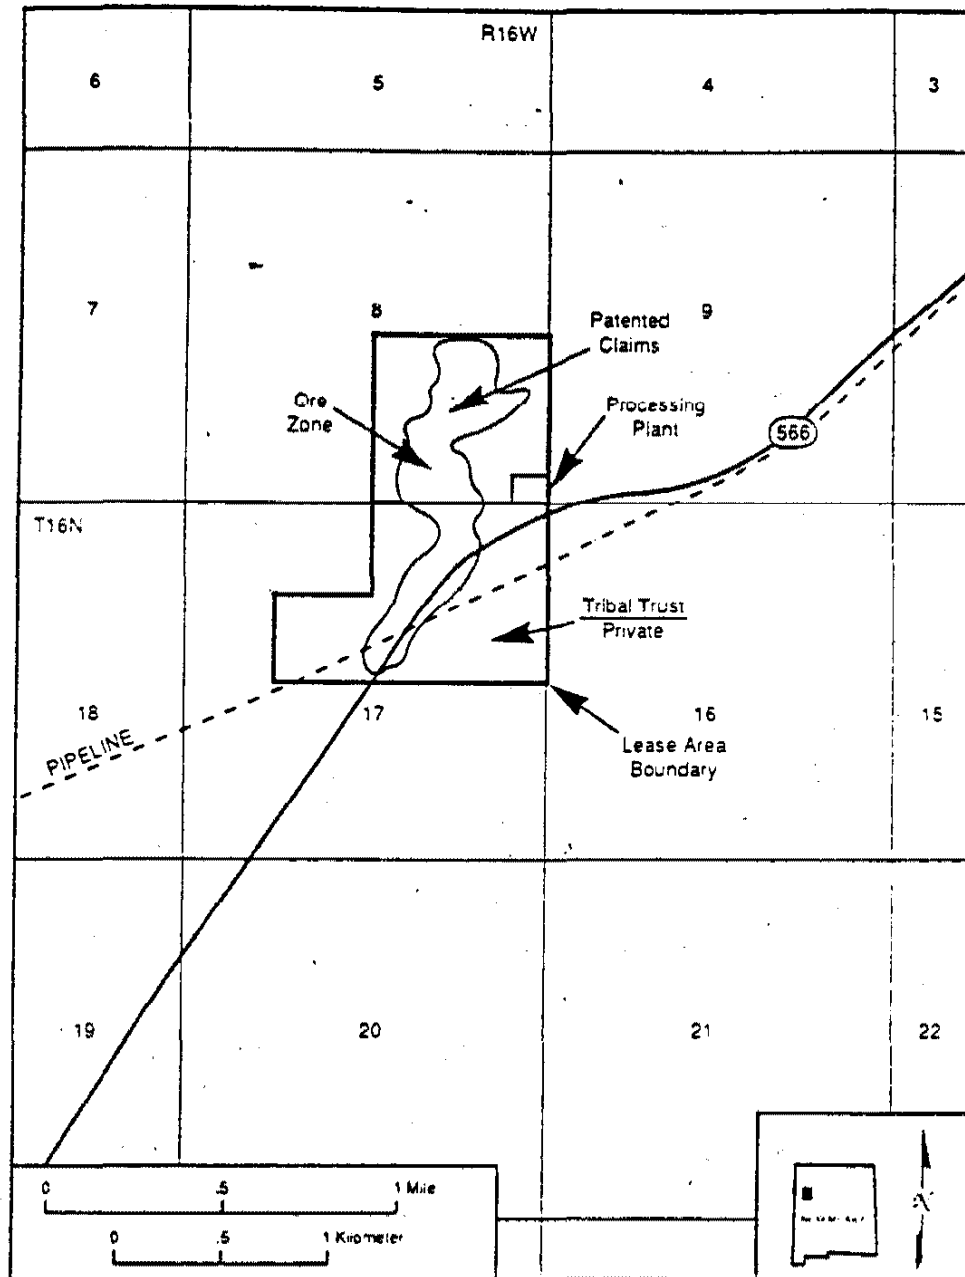 R16W
6
5
4
3
7
8
9
Patented
Claims
Ore
Zone
Processing
Plant
566
T16N
Tribal Trust
Private
18
17
16
15
PIPELINE
Lease Area
Boundary
19
20
21
22
0 .5 1 Mile
0 .5 1 Kilometer
N